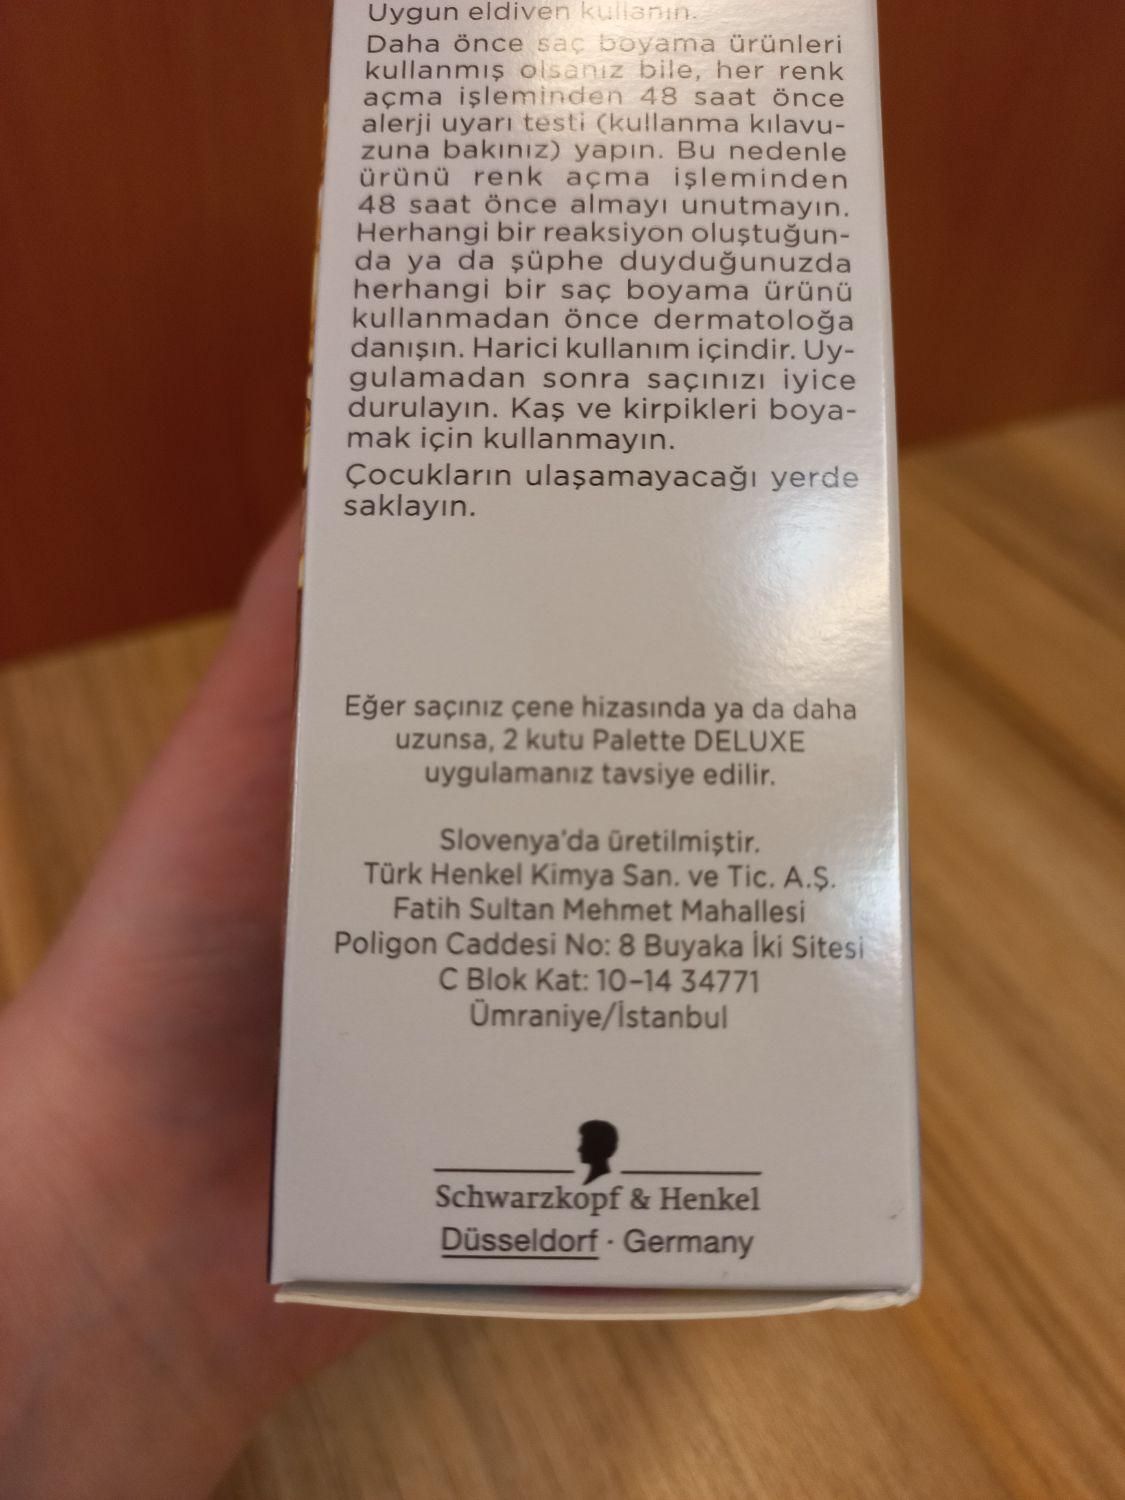 Uygun eldiven kullanın.
Daha önce saç boyama ürünleri
kullanmış olsanız bile, her renk
açma işleminden 48 saat önce
alerji uyarı testi (kullanma kılavu-
zuna bakınız) yapın. Bu nedenle
ürünü renk açma işleminden
48 saat önce almayı unutmayın.
Herhangi bir reaksiyon oluştuğun-
da ya da şüphe duyduğunuzda
herhangi bir saç boyama ürünü
kullanmadan önce dermatoloğa
danışın. Harici kullanım içindir. Uy-
gulamadan sonra saçınızı iyice
durulayın. Kaş ve kirpikleri boya-
mak için kullanmayın.
Çocukların ulaşamayacağı yerde
saklayın.
Eğer saçınız çene hizasında ya da daha
uzunsa, 2 kutu Palette DELUXE
uygulamanız tavsiye edilir.
Slovenya'da üretilmiştir.
Türk Henkel Kimya San. ve Tic. A.Ş.
Fatih Sultan Mehmet Mahallesi
Poligon Caddesi No: 8 Buyaka İki Sitesi
C Blok Kat: 10-14 34771
Ümraniye/İstanbul
Schwarzkopf & Henkel
Düsseldorf · Germany